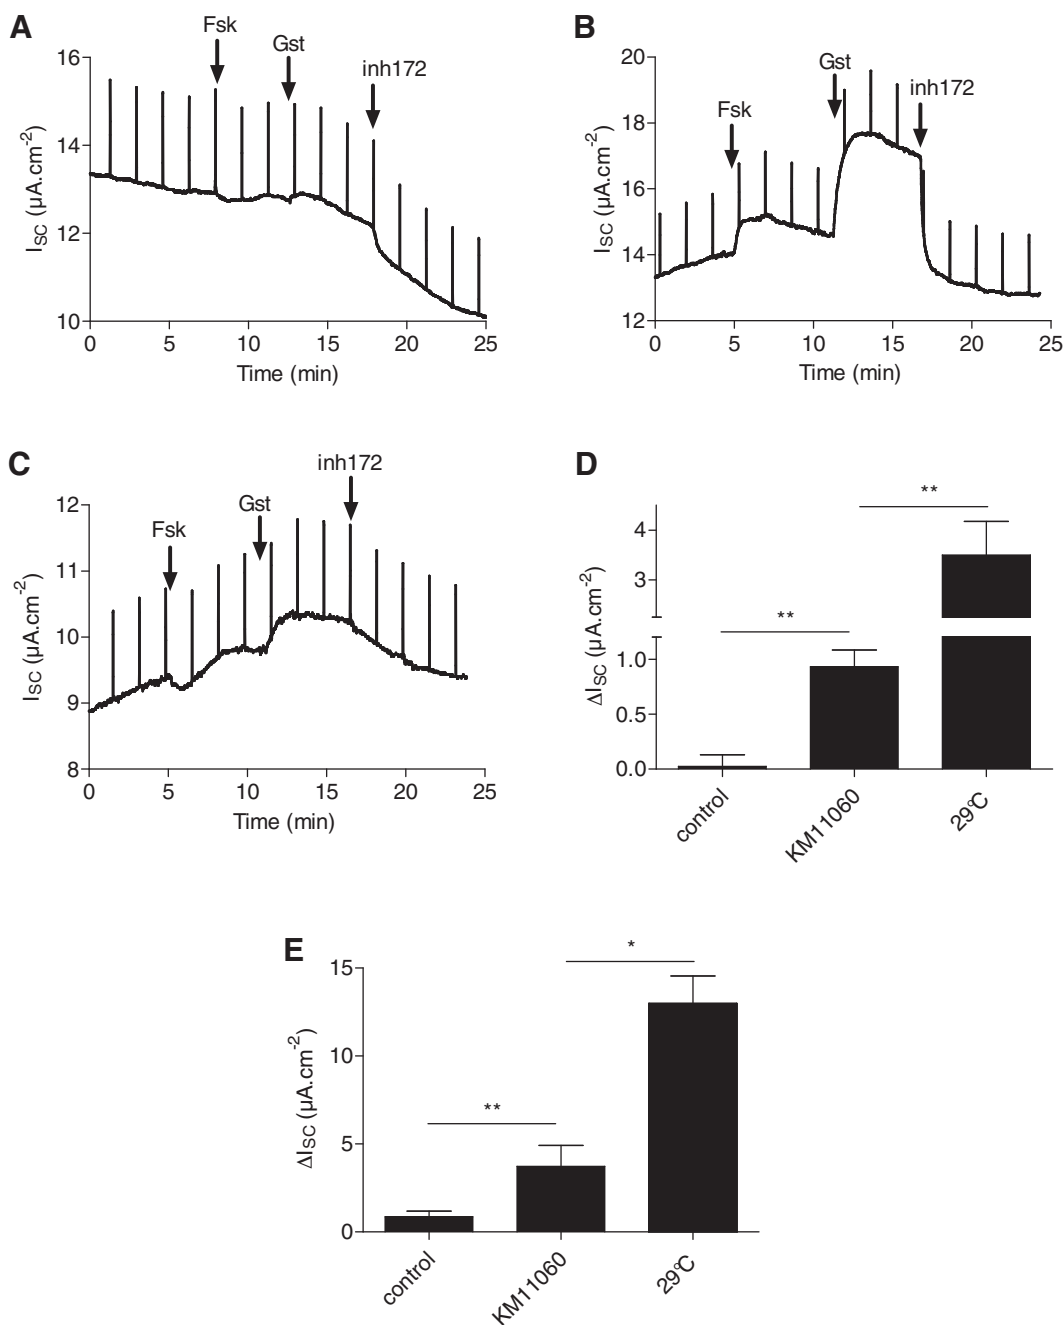 A
Fsk
Gst
inh172
16
14
12
10
ISC (µA.cm-2)
0 5 10 15 20 25
Time (min)
B
Fsk
Gst
inh172
20
18
16
14
12
ISC (µA.cm-2)
0 5 10 15 20 25
Time (min)
C
Fsk
Gst
inh172
12
11
10
9
8
ISC (µA.cm-2)
0 5 10 15 20 25
Time (min)
D
**
**
4
3
1.0
0.5
0.0
ΔISC (µA.cm-2)
control KM11060 29°C
E
*
**
15
10
5
0
ΔISC (µA.cm-2)
control KM11060 29°C